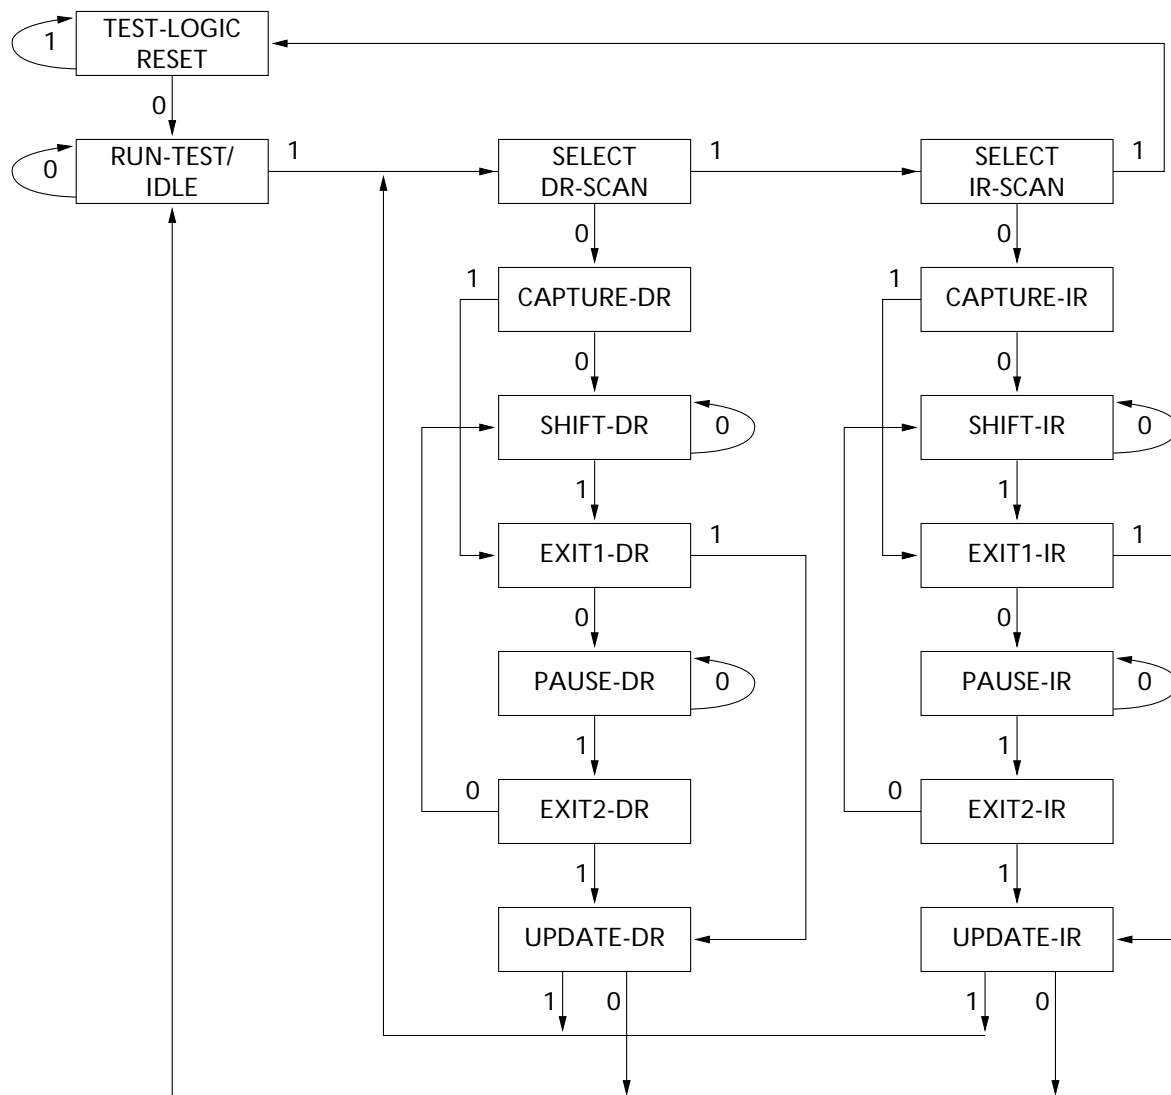 TEST-LOGIC
RESET
1
0
RUN-TEST/
IDLE
0
1
SELECT
DR-SCAN
1
SELECT
IR-SCAN
1
0
0
1
CAPTURE-DR
1
CAPTURE-IR
0
0
SHIFT-DR
0
SHIFT-IR
0
1
1
EXIT1-DR
1
EXIT1-IR
1
0
0
PAUSE-DR
0
PAUSE-IR
0
1
1
0
EXIT2-DR
0
EXIT2-IR
1
1
UPDATE-DR
UPDATE-IR
1
0
1
0